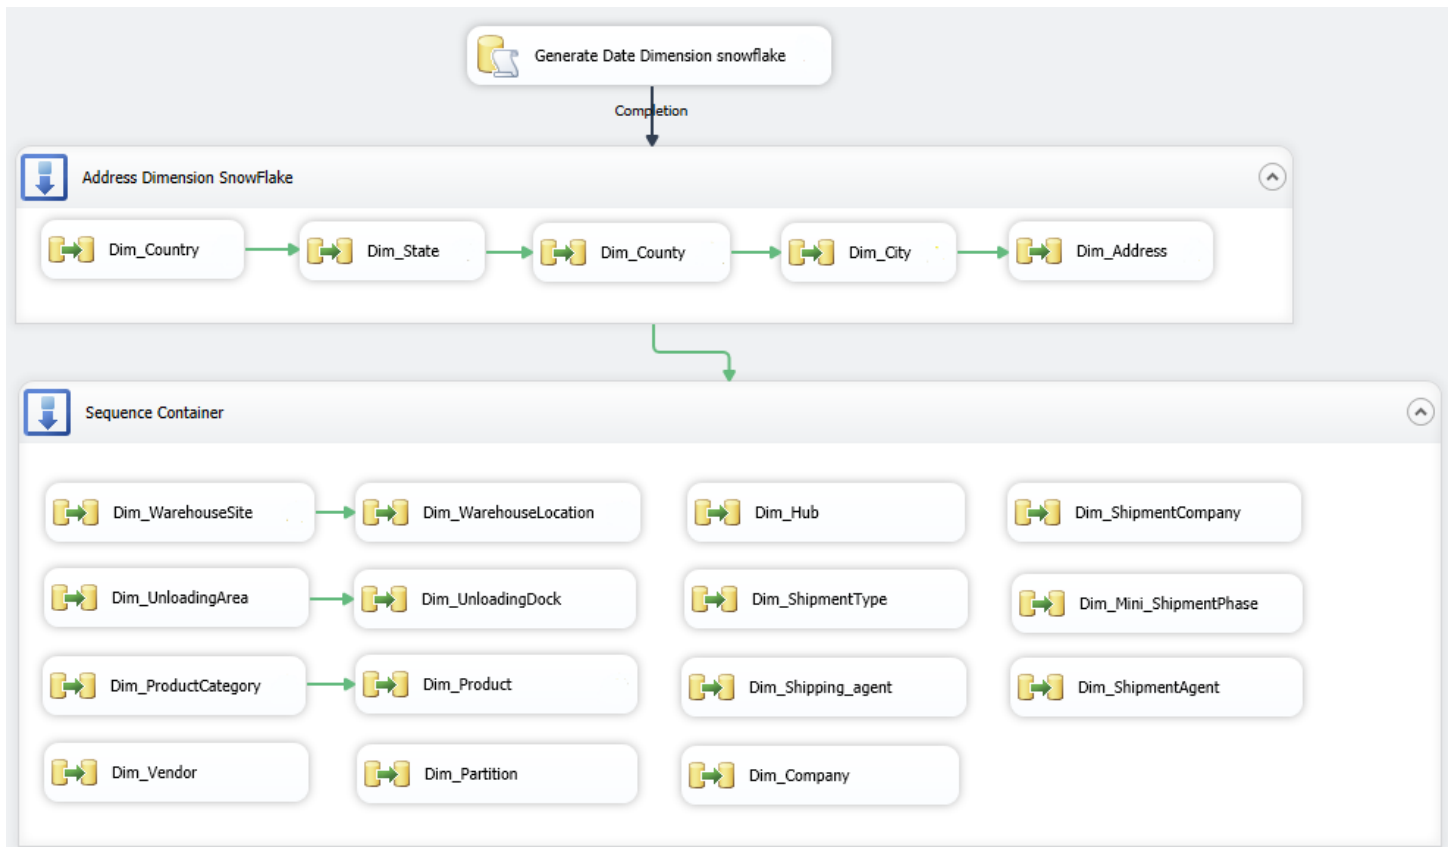 Generate Date Dimension snowflake
Completion
Address Dimension SnowFlake
Dim_Country
Dim_State
Dim_County
Dim_City
Dim_Address
Sequence Container
Dim_WarehouseSite
Dim_WarehouseLocation
Dim_Hub
Dim_ShipmentCompany
Dim_UnloadingArea
Dim_UnloadingDock
Dim_ShipmentType
Dim_Mini_ShipmentPhase
Dim_ProductCategory
Dim_Product
Dim_Shipping_agent
Dim_ShipmentAgent
Dim_Vendor
Dim_Partition
Dim_Company